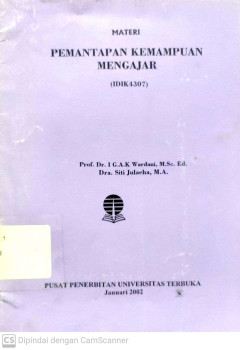 MATERI
PEMANTAPAN KEMAMPUAN
MENGAJAR
(IDIK4307)
Prof. Dr. I G.A.K Wardani, M.Sc. Ed.
Dra. Siti Julaeha, M.A.
PUSAT PENERBITAN UNIVERSITAS TERBUKA
Januari 2002
CS Dipindai dengan CamScanner